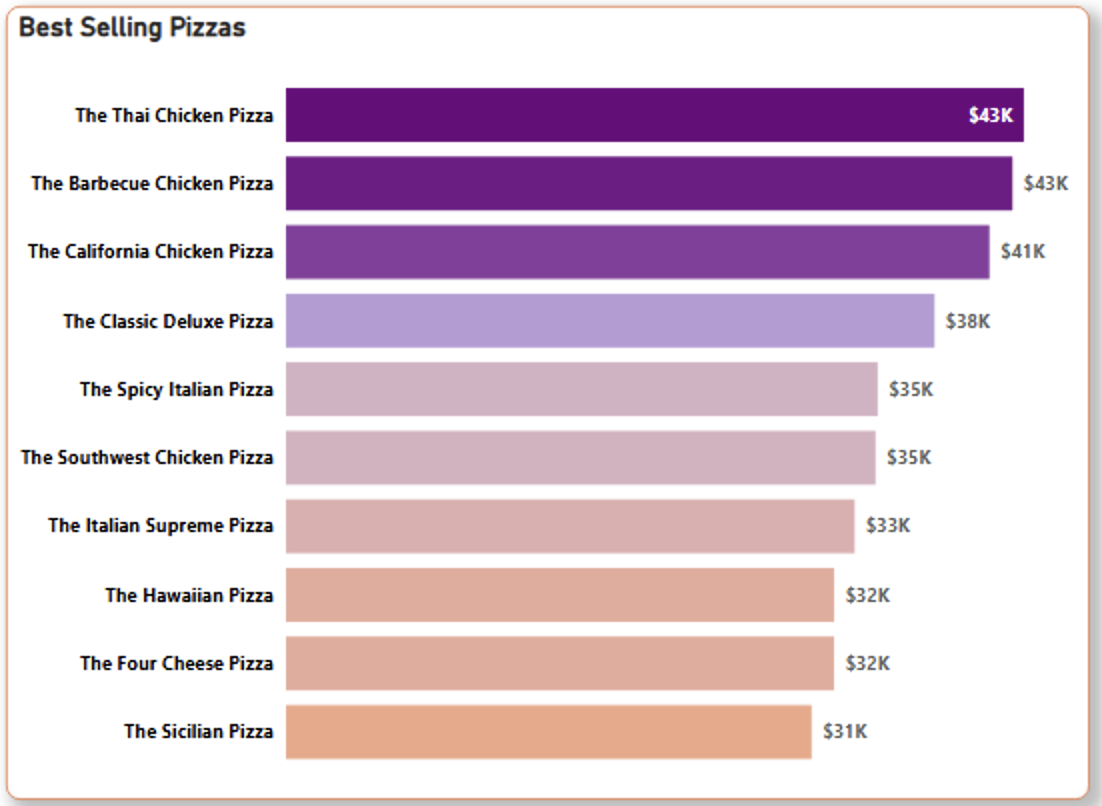 Best Selling Pizzas
The Thai Chicken Pizza $43K
The Barbecue Chicken Pizza $43K
The California Chicken Pizza $41K
The Classic Deluxe Pizza $38K
The Spicy Italian Pizza $35K
The Southwest Chicken Pizza $35K
The Italian Supreme Pizza $33K
The Hawaiian Pizza $32K
The Four Cheese Pizza $32K
The Sicilian Pizza $31K